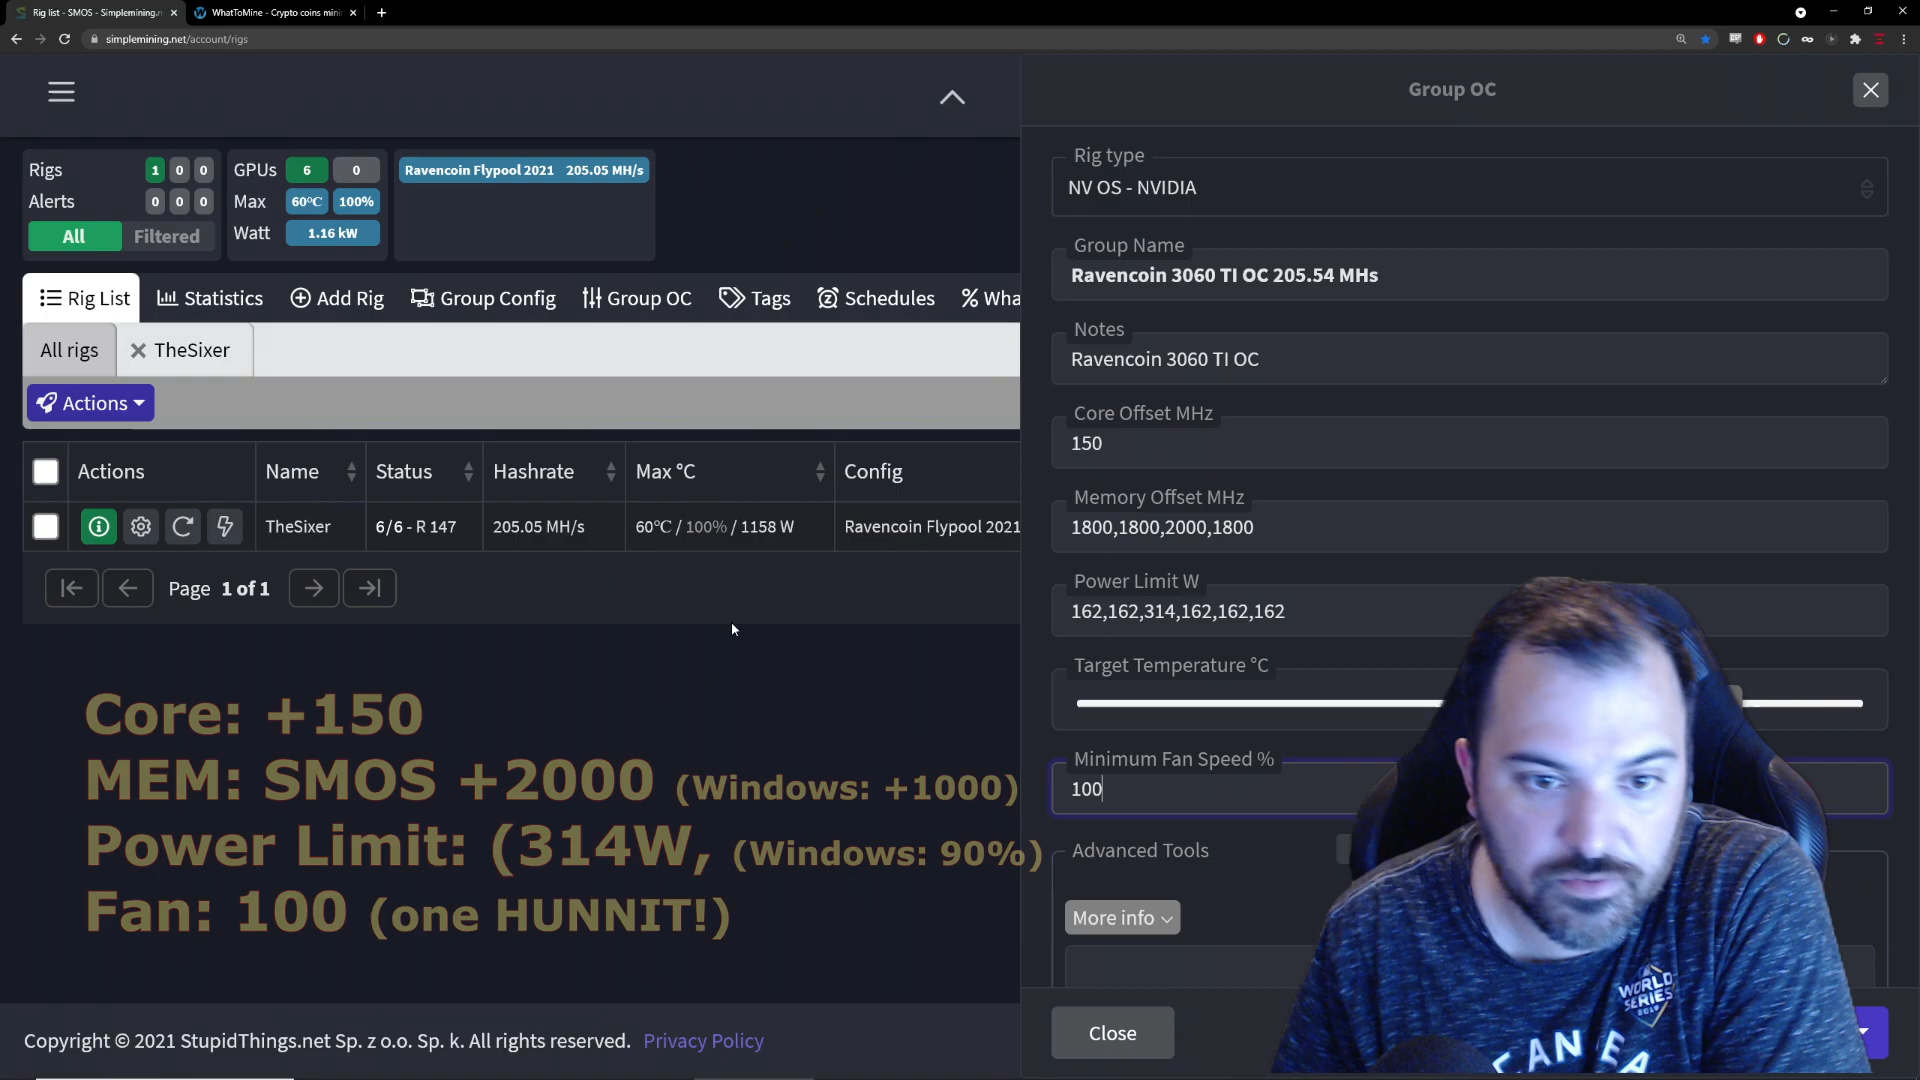 Rig list - SMOS - Simplemining.n
WhatToMine - Crypto coins mini
simplemining.net/account/rigs
Group OC
Rigs 1 0 0
Alerts 0 0 0
All Filtered
GPUs 6 0
Max 60°C 100%
Watt 1.16 kW
Ravencoin Flypool 2021 205.05 MH/s
Rig List Statistics Add Rig Group Config Group OC Tags Schedules % Wha
All rigs TheSixer
Actions
Actions Name Status Hashrate Max °C Config
TheSixer 6/6 - R 147 205.05 MH/s 60°C / 100% / 1158 W Ravencoin Flypool 2021
Page 1 of 1
Core: +150
MEM: SMOS +2000 (Windows: +1000)
Power Limit: (314W, (Windows: 90%)
Fan: 100 (one HUNNIT!)
Copyright © 2021 StupidThings.net Sp. z o.o. Sp. k. All rights reserved. Privacy Policy
Rig type
NV OS - NVIDIA
Group Name
Ravencoin 3060 TI OC 205.54 MHs
Notes
Ravencoin 3060 TI OC
Core Offset MHz
150
Memory Offset MHz
1800,1800,2000,1800
Power Limit W
162,162,314,162,162,162
Target Temperature °C
Minimum Fan Speed %
100
Advanced Tools
More info
Close
WORLD
SERIES
2019